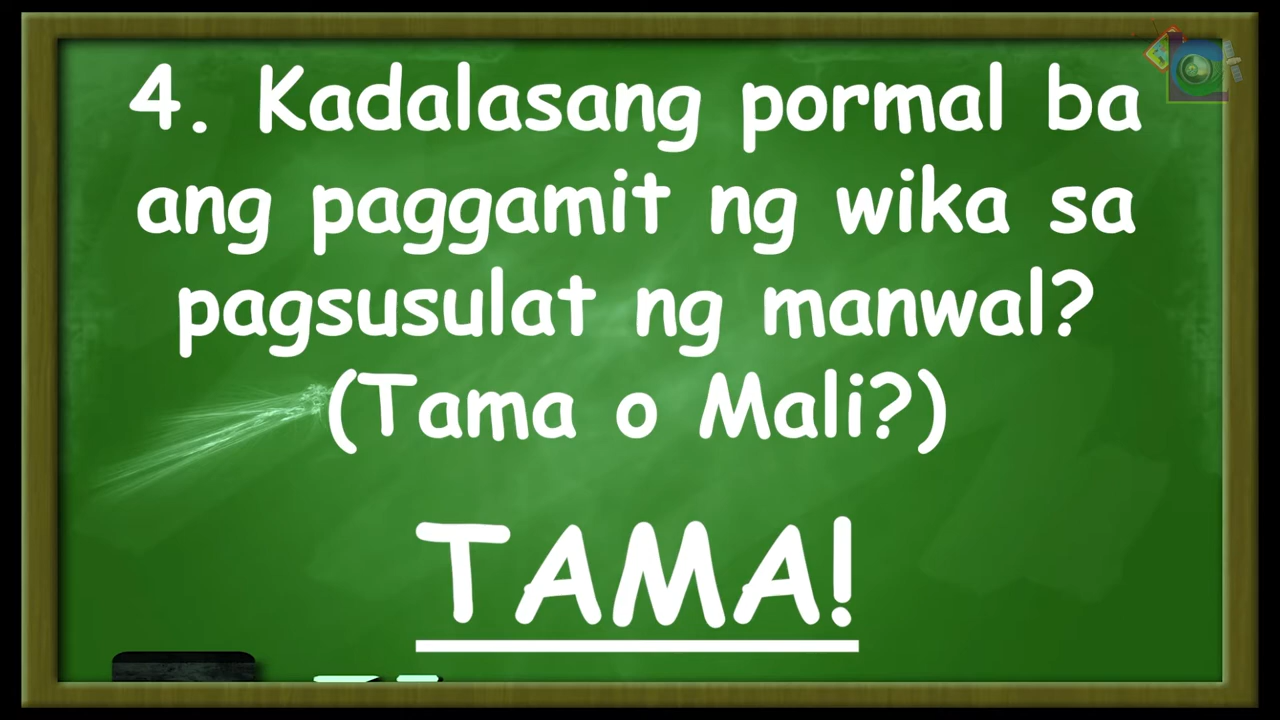 4. Kadalasang pormal ba
ang paggamit ng wika sa
pagsusulat ng manwal?
(Tama o Mali?)
TAMA!